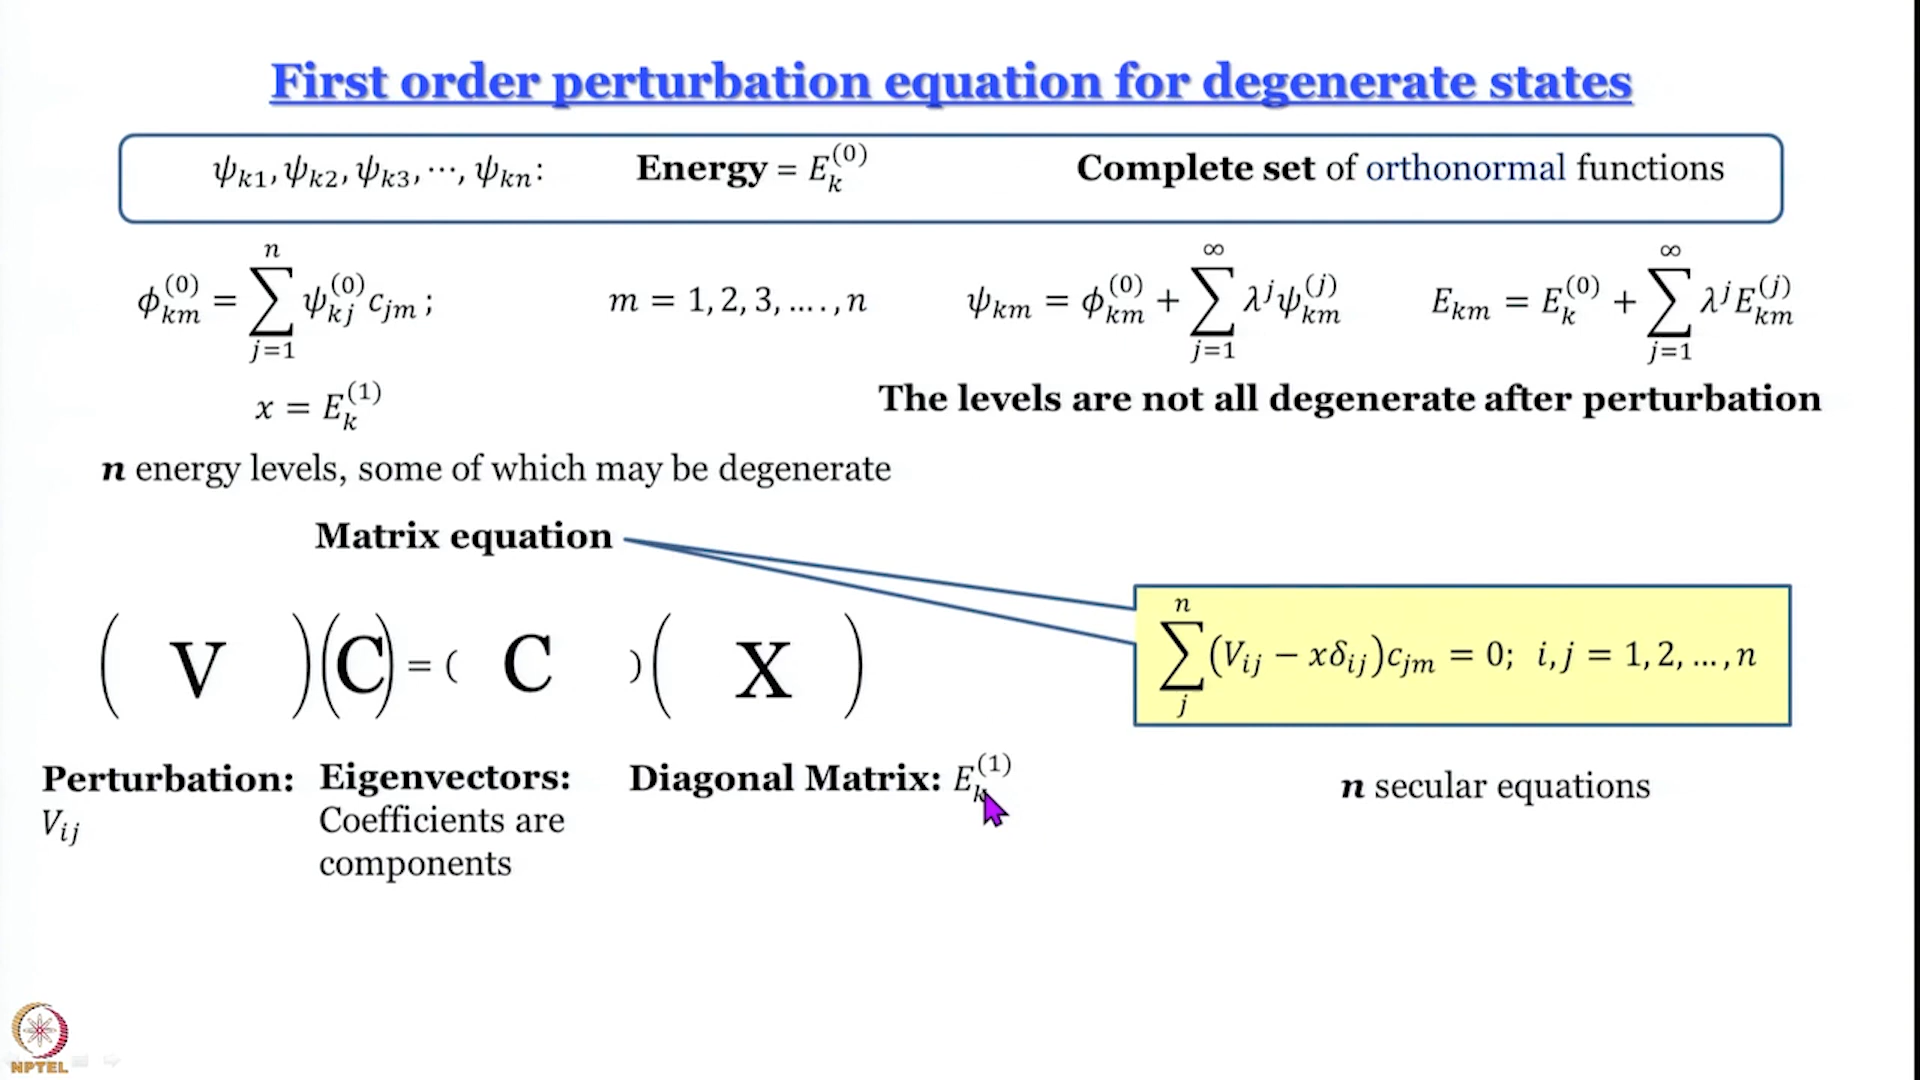 First order perturbation equation for degenerate states
ψ_{k1}, ψ_{k2}, ψ_{k3}, ⋯, ψ_{kn}: Energy = E_k^{(0)} Complete set of orthonormal functions
ϕ_{km}^{(0)} = ∑_{j=1}^{n} ψ_{kj}^{(0)} c_{jm} ; m = 1, 2, 3, …. , n ψ_{km} = ϕ_{km}^{(0)} + ∑_{j=1}^{∞} λ^j ψ_{km}^{(j)} E_{km} = E_k^{(0)} + ∑_{j=1}^{∞} λ^j E_{km}^{(j)}
x = E_k^{(1)} The levels are not all degenerate after perturbation
n energy levels, some of which may be degenerate
Matrix equation
( V )(C) = ( C )( X ) ∑_j^n (V_{ij} − xδ_{ij})c_{jm} = 0; i, j = 1, 2, …, n
Perturbation: Eigenvectors: Diagonal Matrix: E_k^{(1)} n secular equations
V_{ij} Coefficients are
components
NPTEL